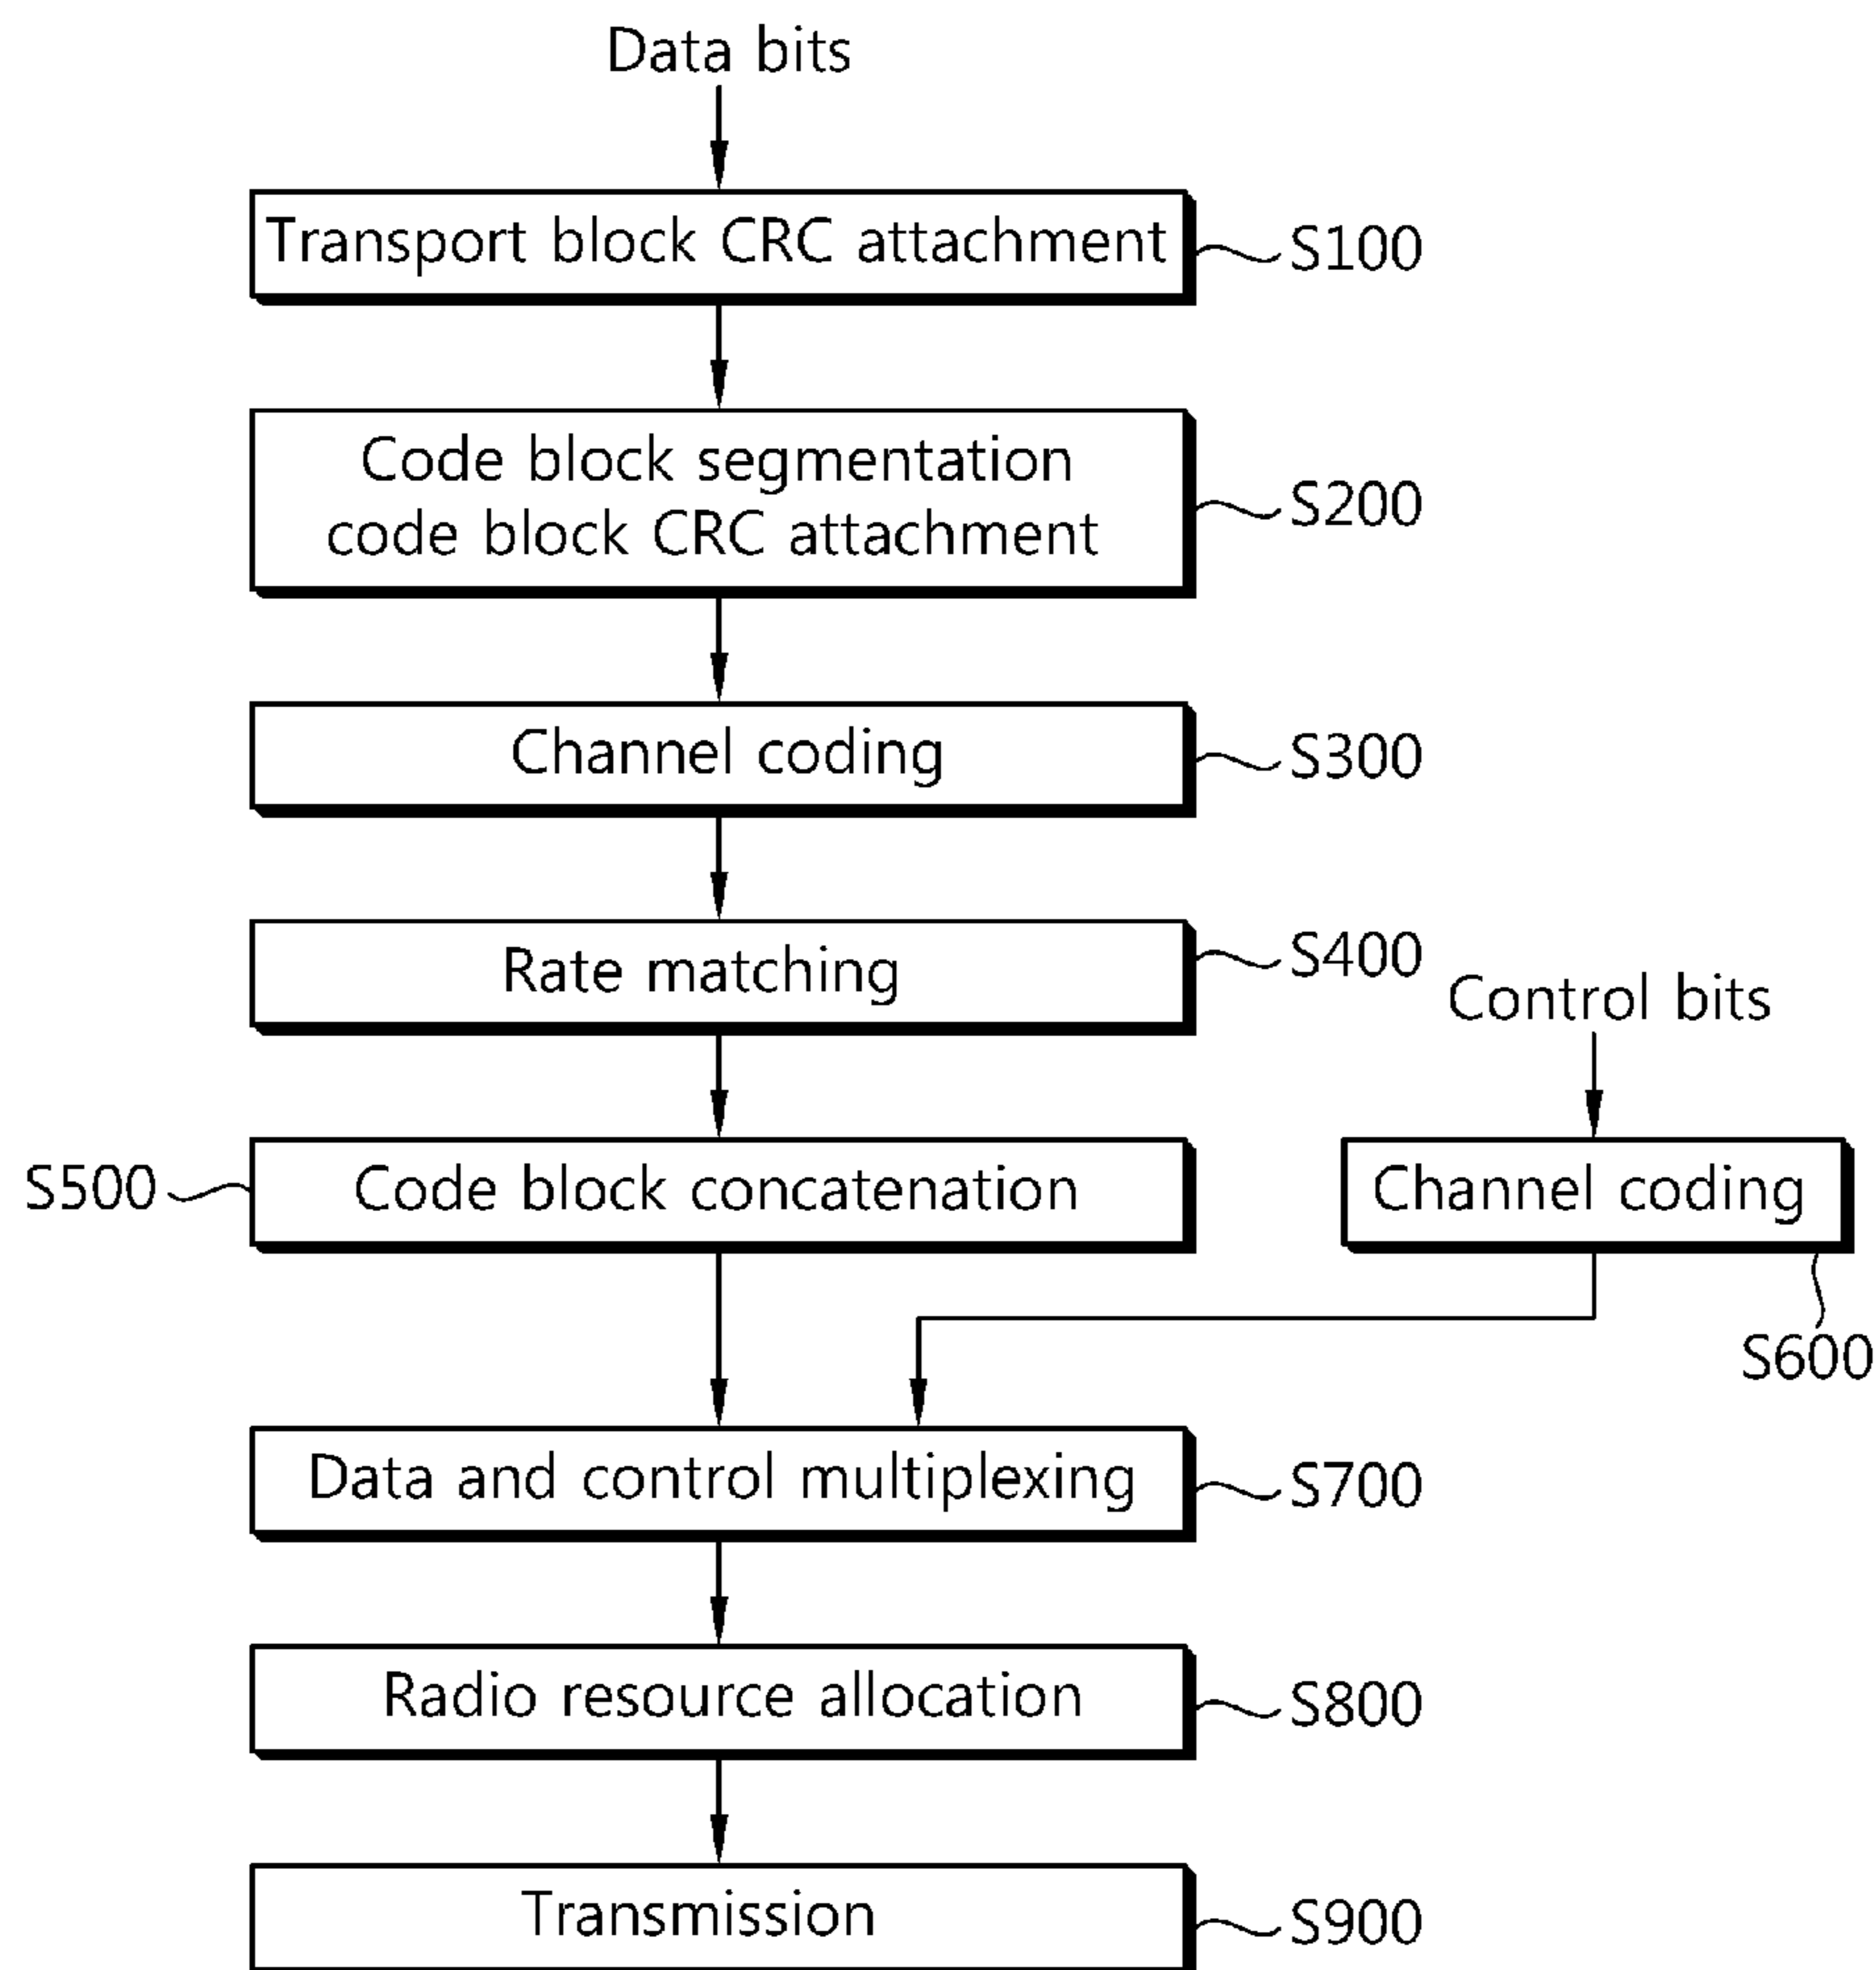 Data bits
Transport block CRC attachment
S100
Code block segmentation
code block CRC attachment
S200
Channel coding
S300
Rate matching
S400
Control bits
S500
Code block concatenation
Channel coding
S600
Data and control multiplexing
S700
Radio resource allocation
S800
Transmission
S900